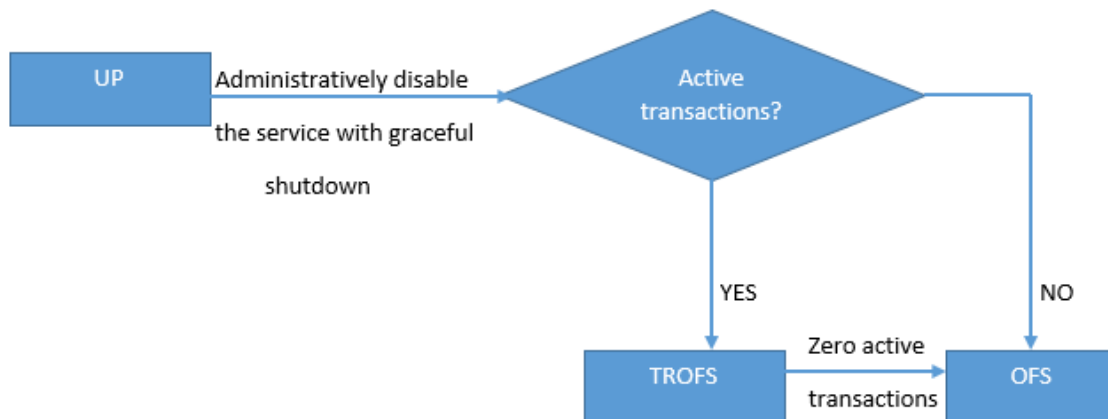 UP
Administratively disable
the service with graceful
shutdown
Active
transactions?
YES
NO
TROFS
Zero active
transactions
OFS